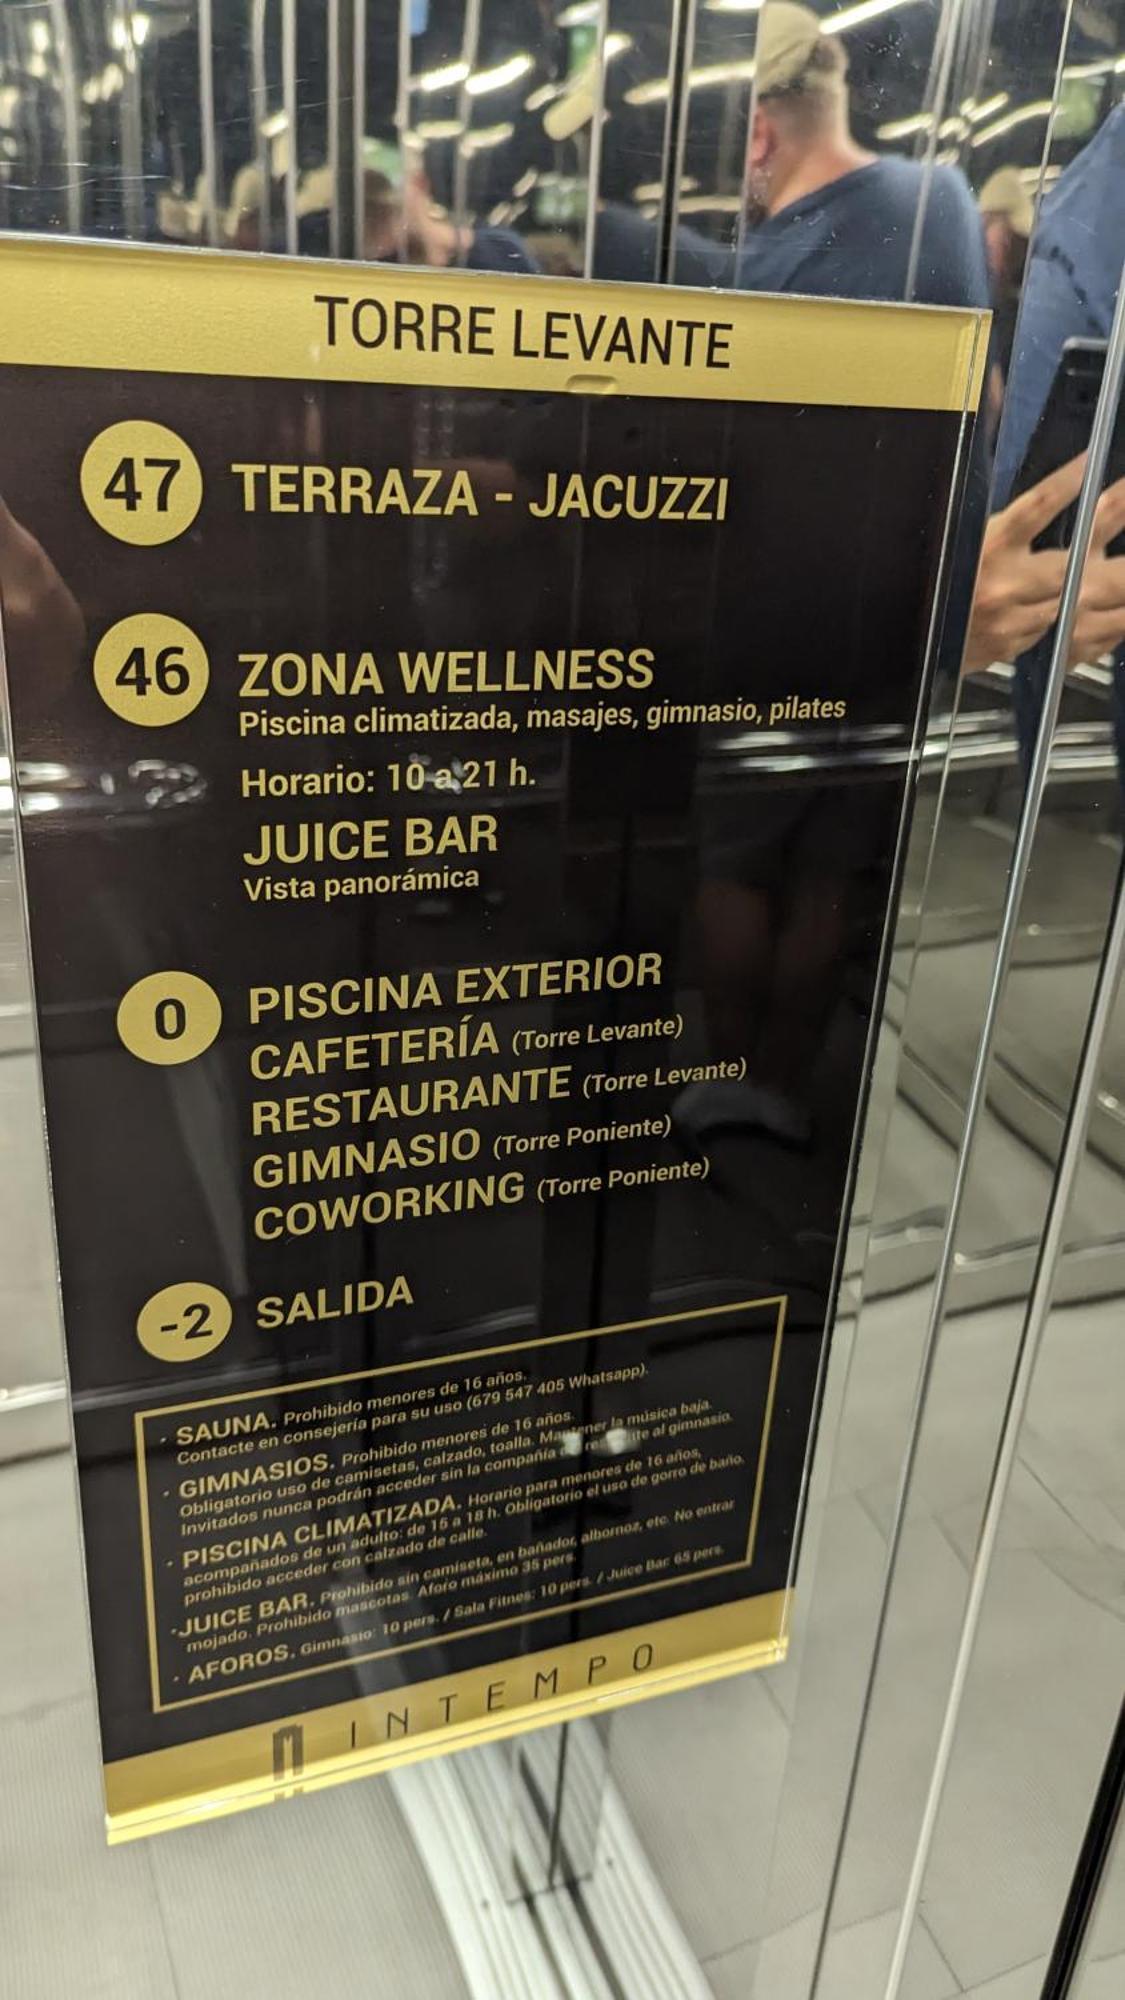 TORRE LEVANTE
47 TERRAZA - JACUZZI
46 ZONA WELLNESS
Piscina climatizada, masajes, gimnasio, pilates
Horario: 10 a 21 h.
JUICE BAR
Vista panorámica
0 PISCINA EXTERIOR
CAFETERÍA (Torre Levante)
RESTAURANTE (Torre Levante)
GIMNASIO (Torre Poniente)
COWORKING (Torre Poniente)
-2 SALIDA
· SAUNA. Prohibido menores de 16 años.
Contacte en consejería para su uso (679 547 405 Whatsapp).
· GIMNASIOS. Prohibido menores de 16 años.
Obligatorio uso de camisetas, calzado, toalla. Mantener la música baja.
Invitados nunca podrán acceder sin la compañía al gimnasio.
· PISCINA CLIMATIZADA. Horario para menores de 16 años,
acompañados de un adulto: de 15 a 18 h. Obligatorio el uso de gorro de baño.
prohibido acceder con calzado de calle.
·JUICE BAR. Prohibido sin camiseta, en bañador, albornoz, etc. No entrar
mojado. Prohibido mascotas. Aforo máximo 35 pers.
· AFOROS. Gimnasio: 10 pers. / Sala Fitnes: 10 pers. / Juice Bar: 65 pers.
INTEMPO